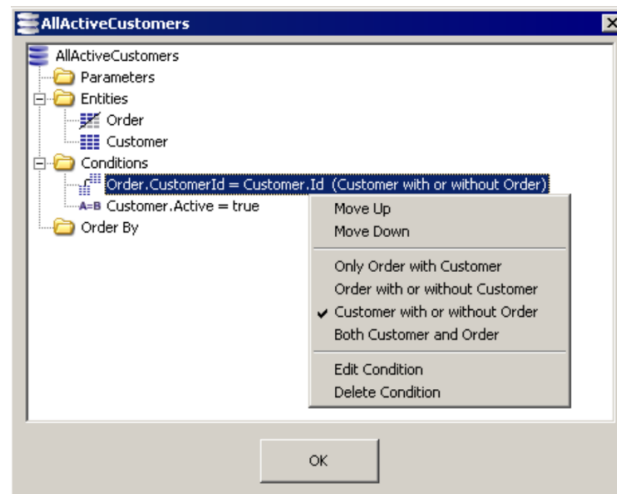 AllActiveCustomers
AllActiveCustomers
Parameters
Entities
Order
Customer
Conditions
Order.CustomerId = Customer.Id (Customer with or without Order)
A=B Customer.Active = true
Order By
Move Up
Move Down
Only Order with Customer
Order with or without Customer
Customer with or without Order
Both Customer and Order
Edit Condition
Delete Condition
OK